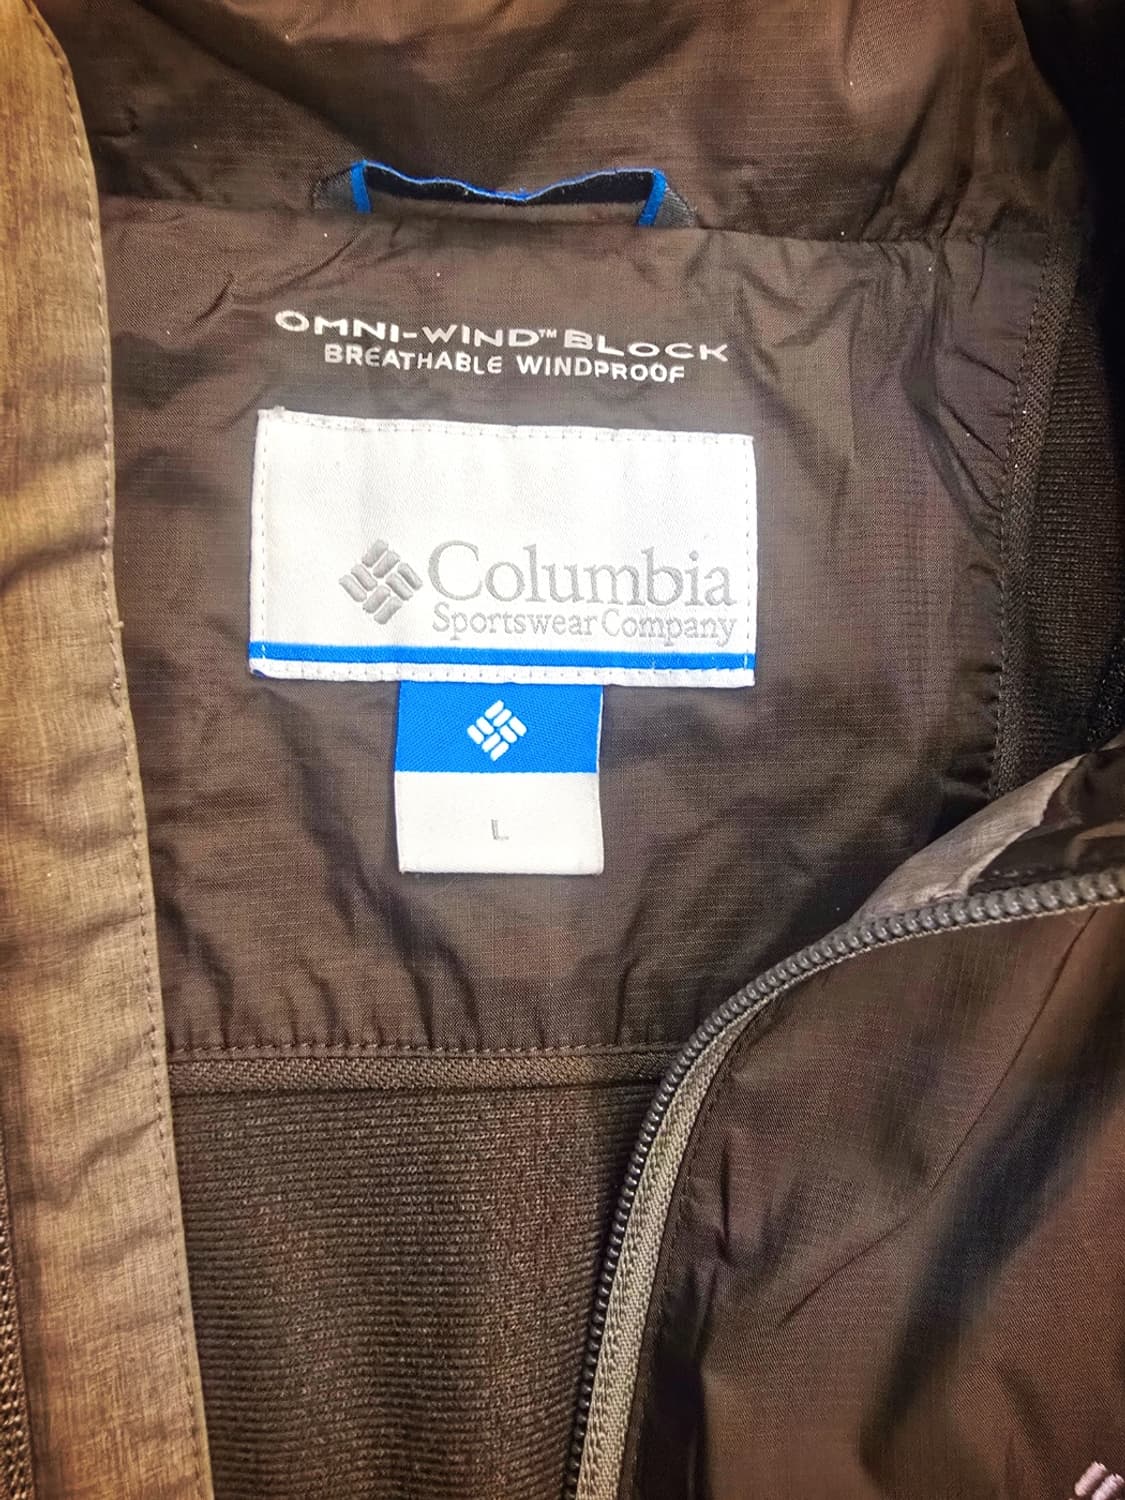 OMNI-WIND™ BLOCK
BREATHABLE WINDPROOF
Columbia
Sportswear Company
L